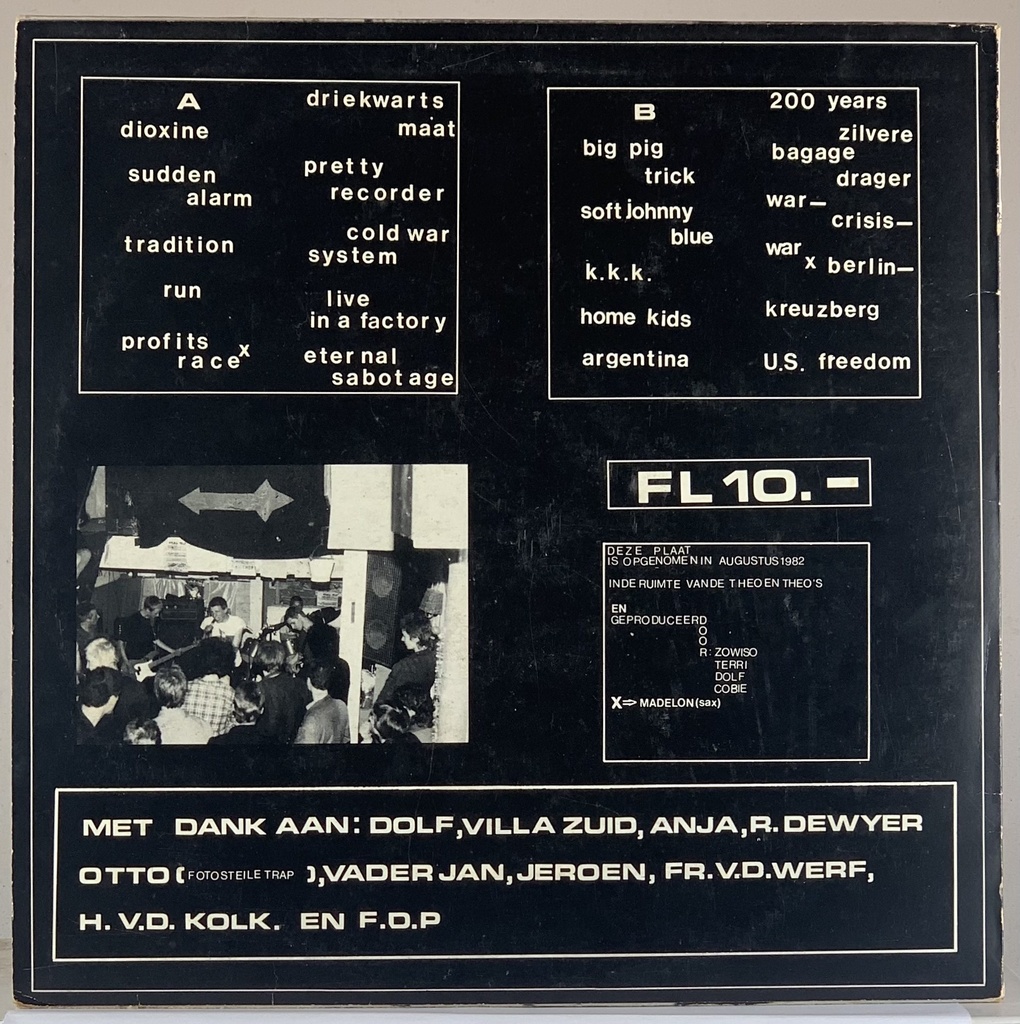 A
dioxine
sudden
alarm
tradition
run
profits
race x
driekwarts
maat
pretty
recorder
cold war
system
live
in a factory
eternal
sabotage
B
big pig
trick
soft johnny
blue
k.k.k.
home kids
argentina
200 years
zilvere
bagage
drager
war—
crisis—
war
x berlin—
kreuzberg
U.S. freedom
FL 10.-
DEZE PLAAT
IS OPGENOMEN IN AUGUSTUS 1982
IN DE RUIMTE VAN DE THEO EN THEO'S
EN
GEPRODUCEERD
O
O
R: ZOWISO
TERRI
DOLF
COBIE
X⇒ MADELON (sax)
MET DANK AAN: DOLF, VILLA ZUID, ANJA, R. DEWYER
OTTO (FOTOSTEILE TRAP), VADER JAN, JEROEN, FR.V.D.WERF,
H. V.D. KOLK. EN F.O.P